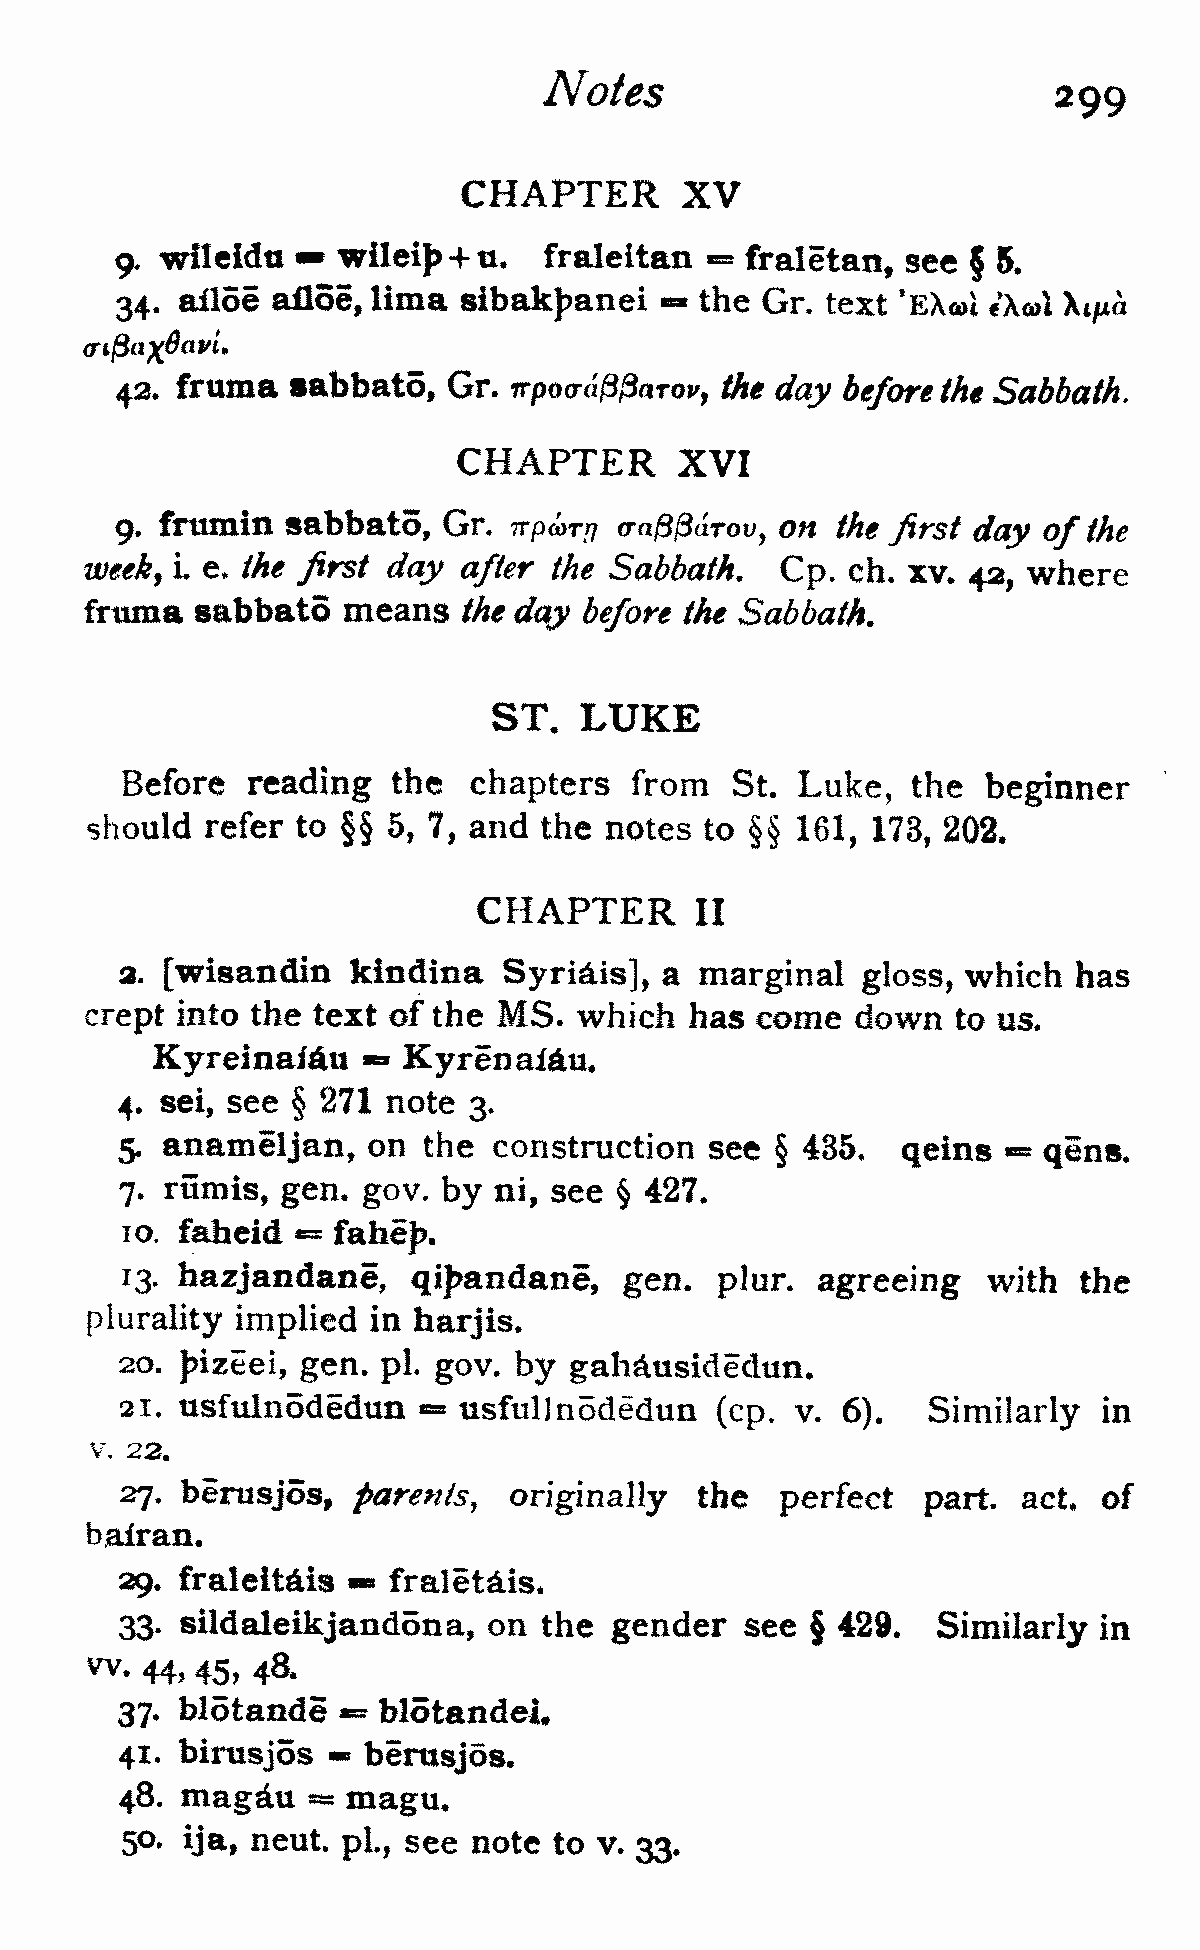 Notes 299
CHAPTER XV
9. wileidu = wileiþ + u. fraleitan = fralētan, see § 5.
34. aílōē aílōē, lima sibakþanei = the Gr. text Ἐλωὶ ἐλωὶ λιμὰ
σιβαχθανί.
42. fruma sabbatō, Gr. προσάββατον, the day before the Sabbath.
CHAPTER XVI
9. frumin sabbatō, Gr. πρώτῃ σαββάτου, on the first day of the
week, i. e. the first day after the Sabbath. Cp. ch. xv. 42, where
fruma sabbatō means the day before the Sabbath.
ST. LUKE
Before reading the chapters from St. Luke, the beginner
should refer to §§ 5, 7, and the notes to §§ 161, 173, 202.
CHAPTER II
2. [wisandin kindina Syriáis], a marginal gloss, which has
crept into the text of the MS. which has come down to us.
Kyreinaíáu = Kyrēnaíáu.
4. sei, see § 271 note 3.
5. anamēljan, on the construction see § 435. qeins = qēns.
7. rūmis, gen. gov. by ni, see § 427.
10. faheid = fahēþ.
13. hazjandanē, qiþandanē, gen. plur. agreeing with the
plurality implied in harjis.
20. þizēei, gen. pl. gov. by gaháusidēdun.
21. usfulnōdēdun = usfullnōdēdun (cp. v. 6). Similarly in
v. 22.
27. bērusjōs, parents, originally the perfect part. act. of
baíran.
29. fraleitáis = fralētáis.
33. sildaleikjandōna, on the gender see § 429. Similarly in
vv. 44, 45, 48.
37. blōtandē = blōtandei.
41. birusjōs = bērusjōs.
48. magáu = magu.
50. ija, neut. pl., see note to v. 33.